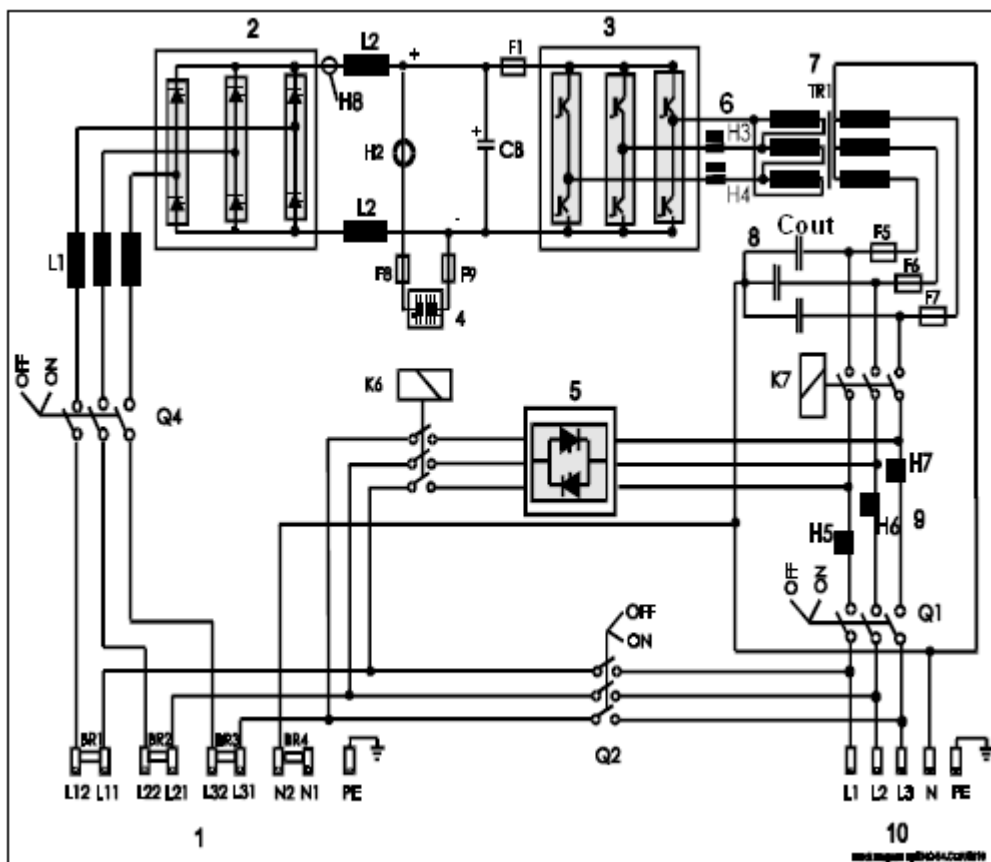 2
L2
+
F1
3
7
TR1
H8
6
H3
H2
+
CB
H4
L2
-
Cout
8
F5
F6
F7
L1
F8
F9
4
OFF
ON
Q4
K6
5
K7
H7
H6
9
H5
OFF
ON
Q1
OFF
ON
Q2
BR1
BR2
BR3
BR4
L12
L11
L22
L21
L32
L31
N2
N1
PE
L1
L2
L3
N
PE
1
10